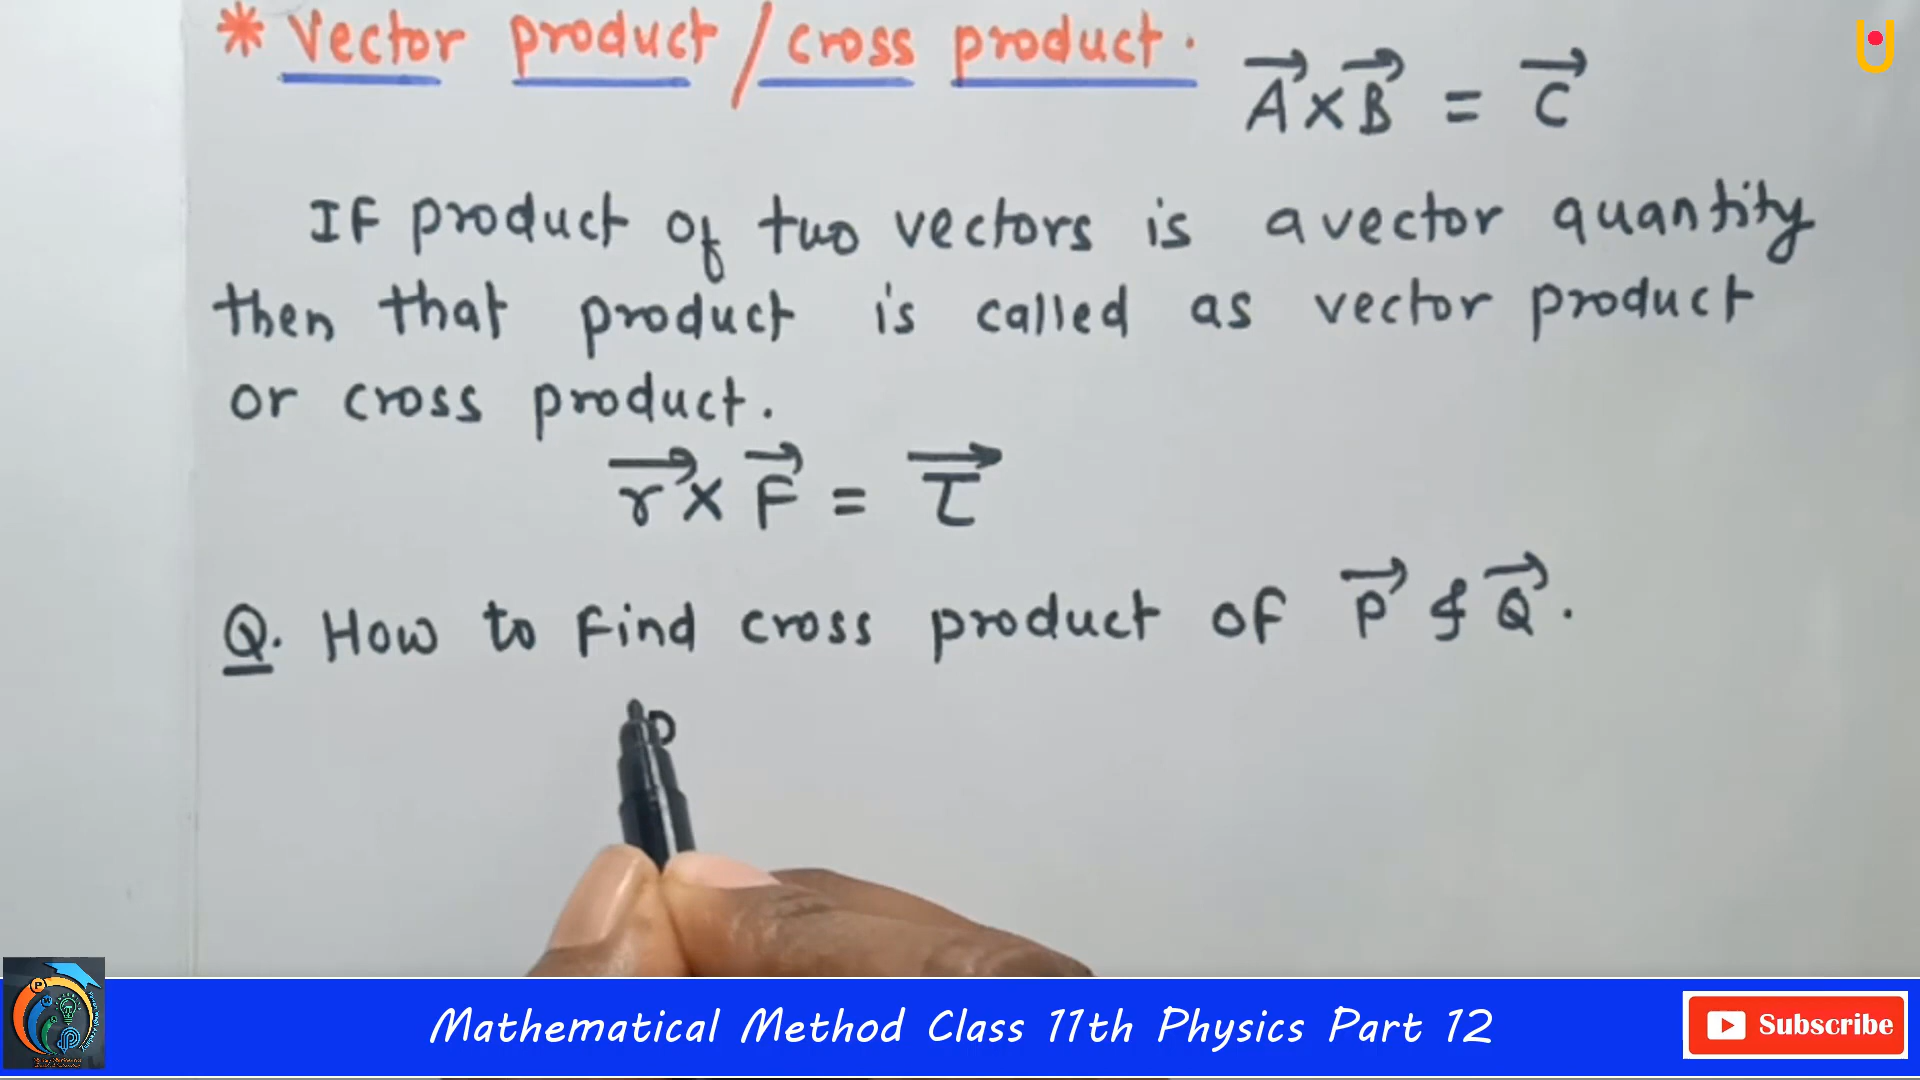 * Vector product / cross product.
A⃗ × B⃗ = C⃗
If product of two vectors is a vector quantity
then that product is called as vector product
or cross product.
r⃗ × F⃗ = τ⃗
Q. How to find cross product of P⃗ & Q⃗.
P
Mathematical Method Class 11th Physics Part 12
Subscribe